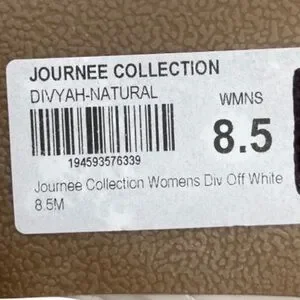 JOURNEE COLLECTION
DIVYAH-NATURAL
WMNS
8.5
194593576339
Journee Collection Womens Div Off White
8.5M